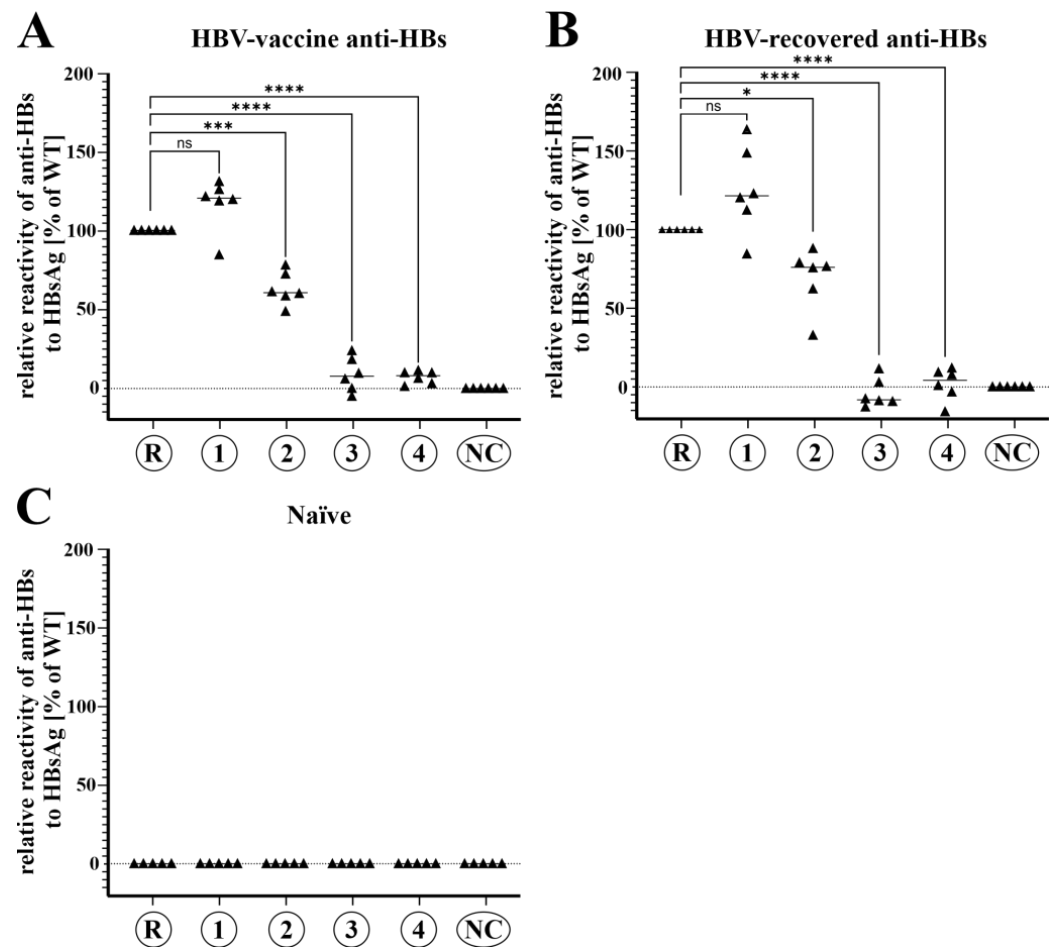 A
HBV-vaccine anti-HBs
relative reactivity of anti-HBs
to HBsAg [% of WT]
200
150
100
50
0
ns
***
****
****
R 1 2 3 4 NC
B
HBV-recovered anti-HBs
relative reactivity of anti-HBs
to HBsAg [% of WT]
200
150
100
50
0
ns
*
****
****
R 1 2 3 4 NC
C
Naïve
relative reactivity of anti-HBs
to HBsAg [% of WT]
200
150
100
50
0
R 1 2 3 4 NC